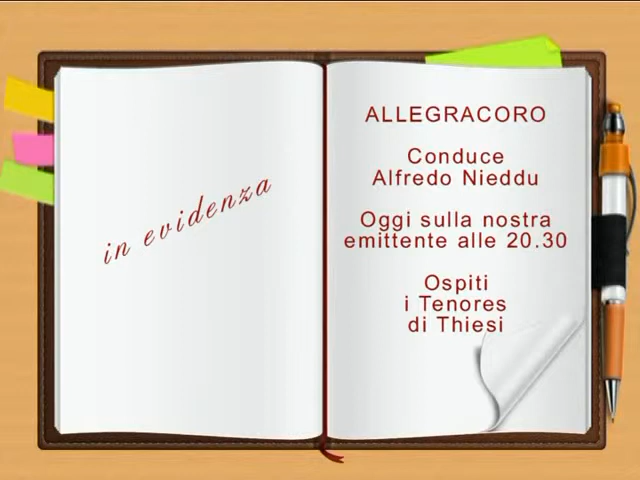 in evidenza
ALLEGRACORO
Conduce
Alfredo Nieddu
Oggi sulla nostra
emittente alle 20.30
Ospiti
i Tenores
di Thiesi